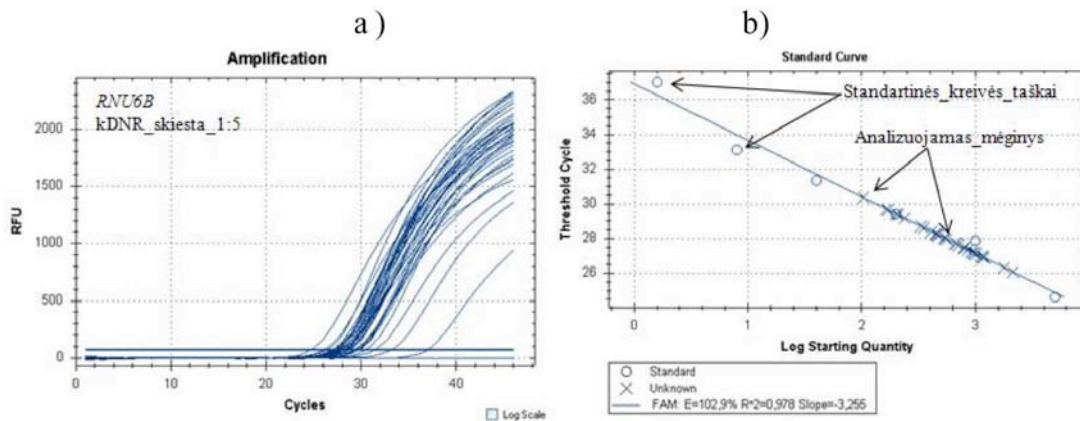 a )
b)
Amplification
RNU6B
kDNR_skiesta_1:5
2000
1500
1000
500
0
RFU
0
10
20
30
40
Cycles
Log Scale
Standard Curve
Standartinės_kreivės_taškai
Analizuojamas_mėginys
36
34
32
30
28
26
Threshold Cycle
0
1
2
3
Log Starting Quantity
Standard
Unknown
FAM: E=102,9% R^2=0,978 Slope=-3,255